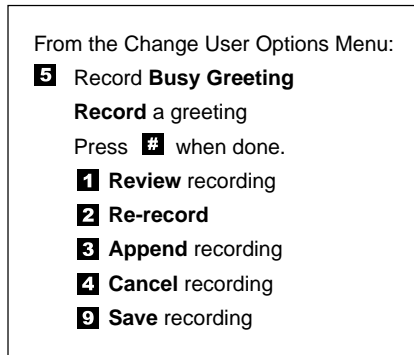 From the Change User Options Menu:
5 Record Busy Greeting
Record a greeting
Press # when done.
1 Review recording
2 Re-record
3 Append recording
4 Cancel recording
9 Save recording